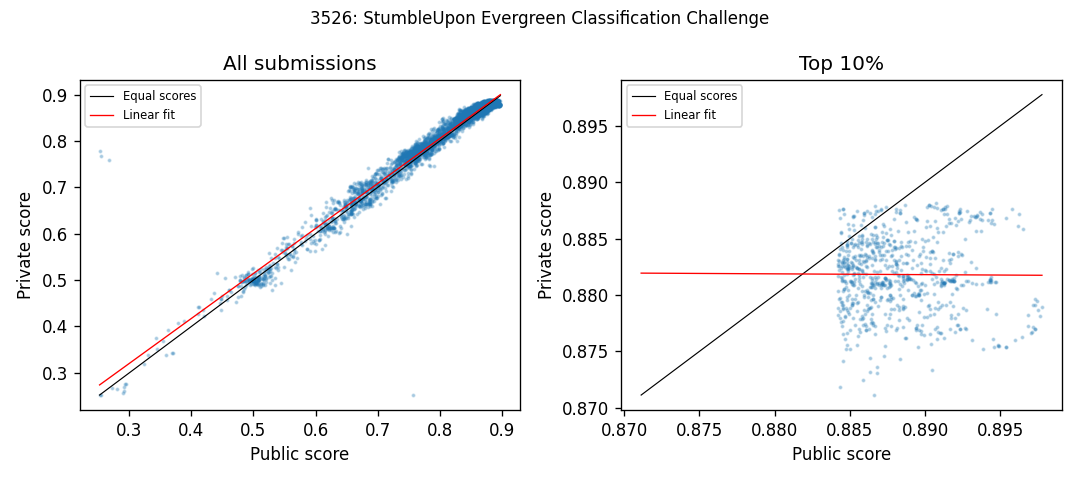 3526: StumbleUpon Evergreen Classification Challenge
All submissions
Equal scores
Linear fit
0.9
0.8
0.7
0.6
0.5
0.4
0.3
Private score
0.3 0.4 0.5 0.6 0.7 0.8 0.9
Public score
Top 10%
Equal scores
Linear fit
0.895
0.890
0.885
0.880
0.875
0.870
Private score
0.870 0.875 0.880 0.885 0.890 0.895
Public score